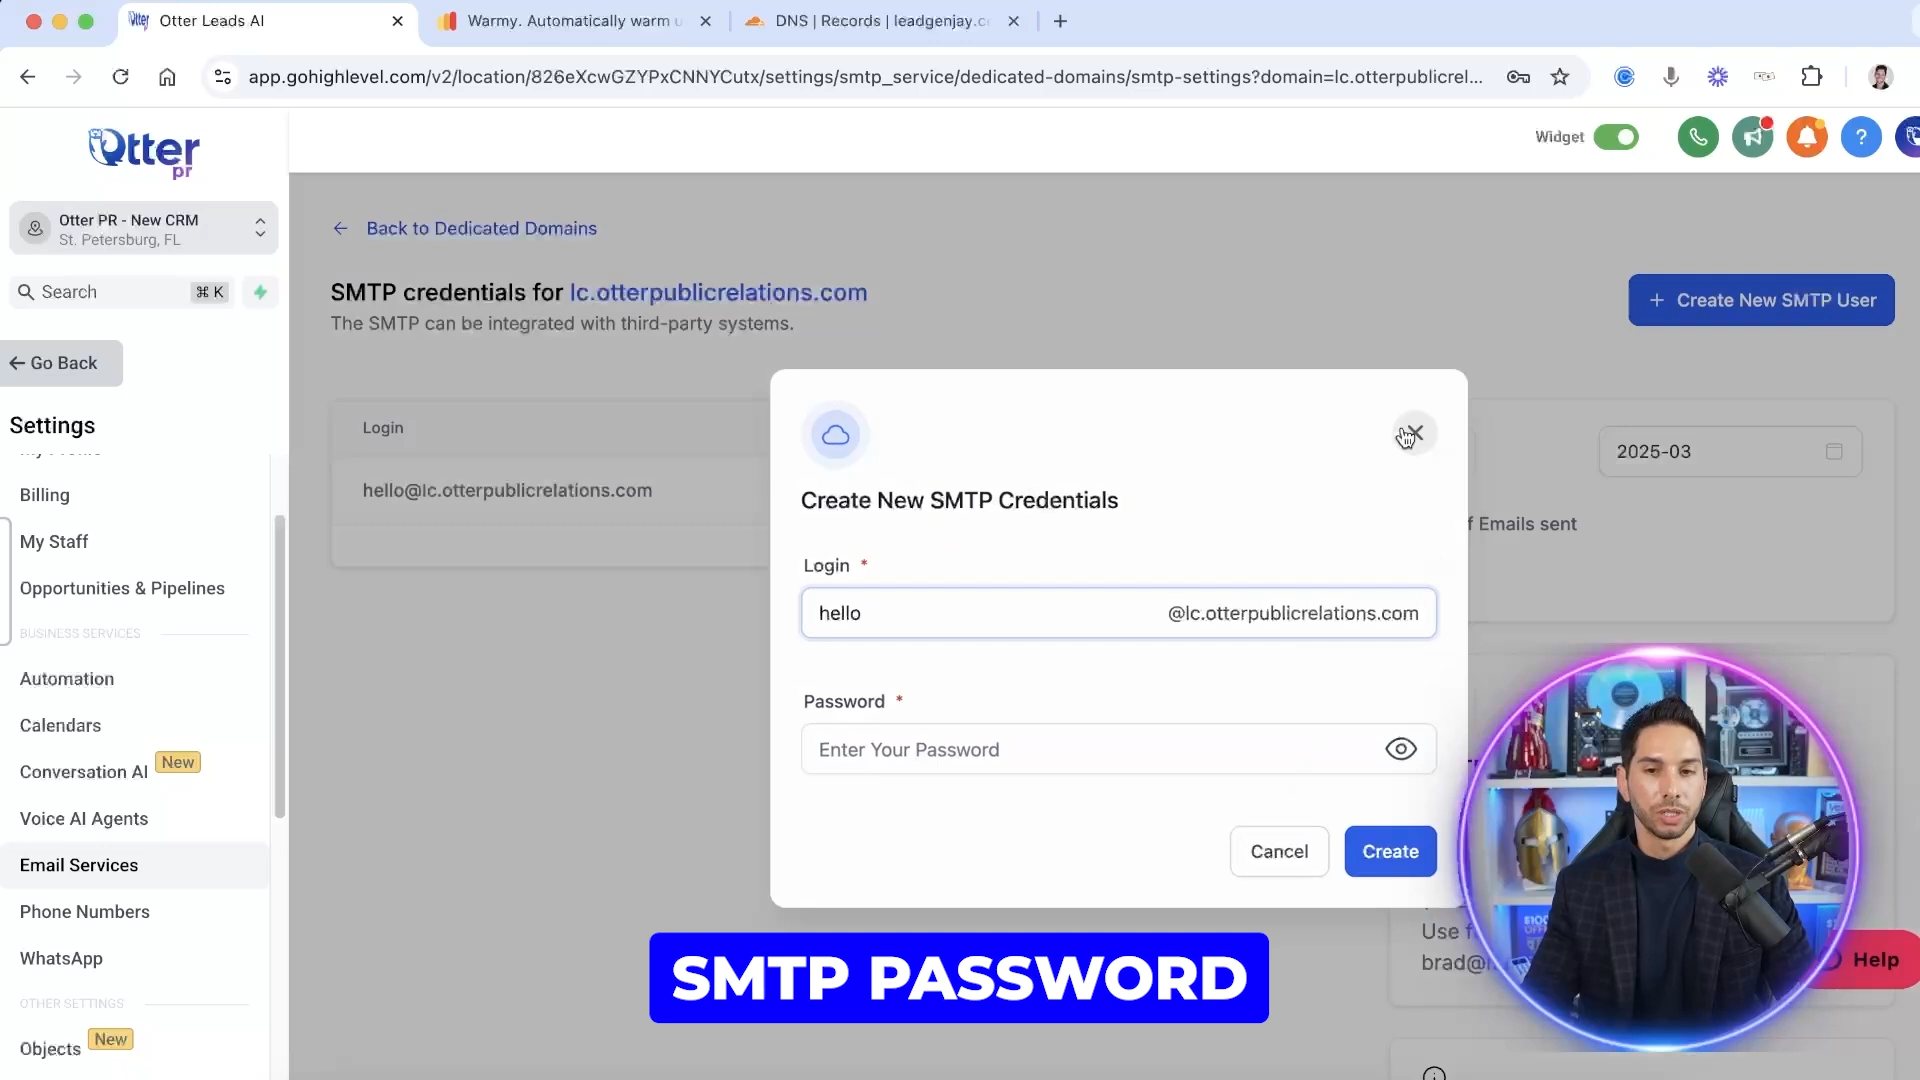 Otter Leads AI
Warmy. Automatically warm u
DNS | Records | leadgenjay.c
app.gohighlevel.com/v2/location/826eXcwGZYPxCNNYCutx/settings/smtp_service/dedicated-domains/smtp-settings?domain=lc.otterpublicrel...
Otter
pr
Widget
Otter PR - New CRM
St. Petersburg, FL
Search
⌘ K
Go Back
Settings
Billing
My Staff
Opportunities & Pipelines
BUSINESS SERVICES
Automation
Calendars
Conversation AI New
Voice AI Agents
Email Services
Phone Numbers
WhatsApp
OTHER SETTINGS
Objects New
Back to Dedicated Domains
SMTP credentials for lc.otterpublicrelations.com
The SMTP can be integrated with third-party systems.
+ Create New SMTP User
Login
hello@lc.otterpublicrelations.com
2025-03
f Emails sent
Create New SMTP Credentials
Login *
hello @lc.otterpublicrelations.com
Password *
Enter Your Password
Cancel
Create
Use f
brad@l
Help
SMTP PASSWORD